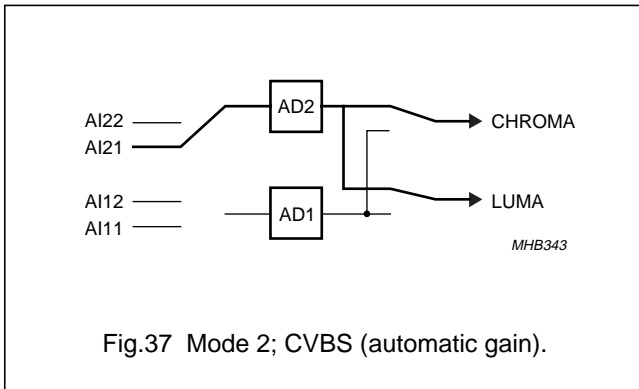 AD2
AI22
CHROMA
AI21
AI12
LUMA
AD1
AI11
MHB343
Fig.37 Mode 2; CVBS (automatic gain).